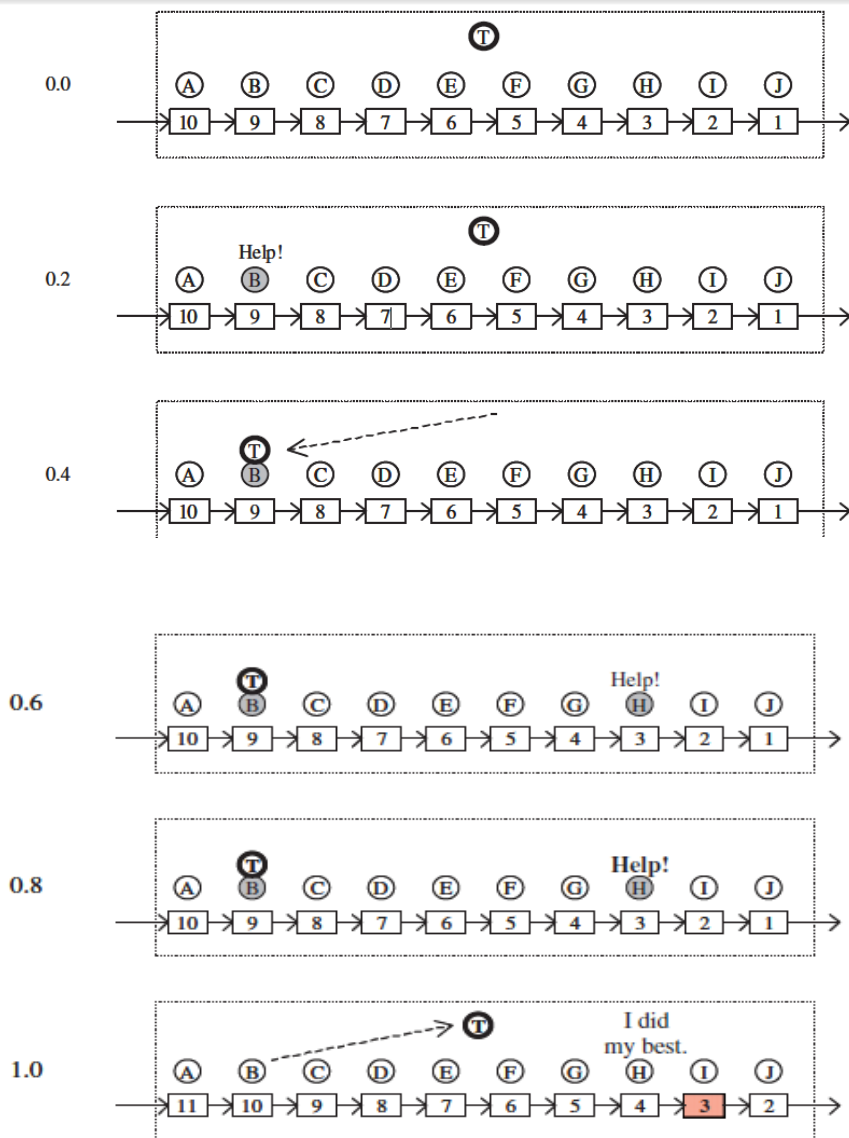 T
0.0 A B C D E F G H I J
10 9 8 7 6 5 4 3 2 1
T
Help!
0.2 A B C D E F G H I J
10 9 8 7 6 5 4 3 2 1
T
0.4 A B C D E F G H I J
10 9 8 7 6 5 4 3 2 1
T Help!
0.6 A B C D E F G H I J
10 9 8 7 6 5 4 3 2 1
T Help!
0.8 A B C D E F G H I J
10 9 8 7 6 5 4 3 2 1
T I did
my best.
1.0 A B C D E F G H I J
11 10 9 8 7 6 5 4 3 2